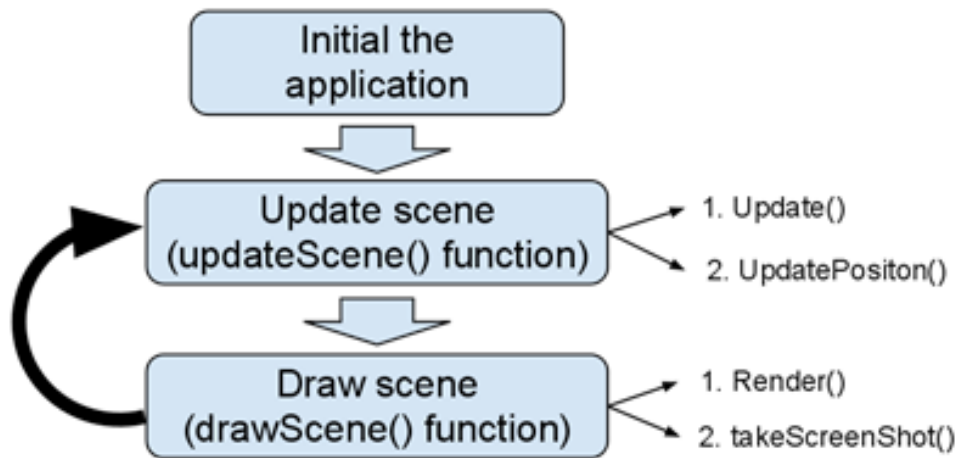 Initial the
application
Update scene
(updateScene() function)
1. Update()
2. UpdatePositon()
Draw scene
(drawScene() function)
1. Render()
2. takeScreenShot()